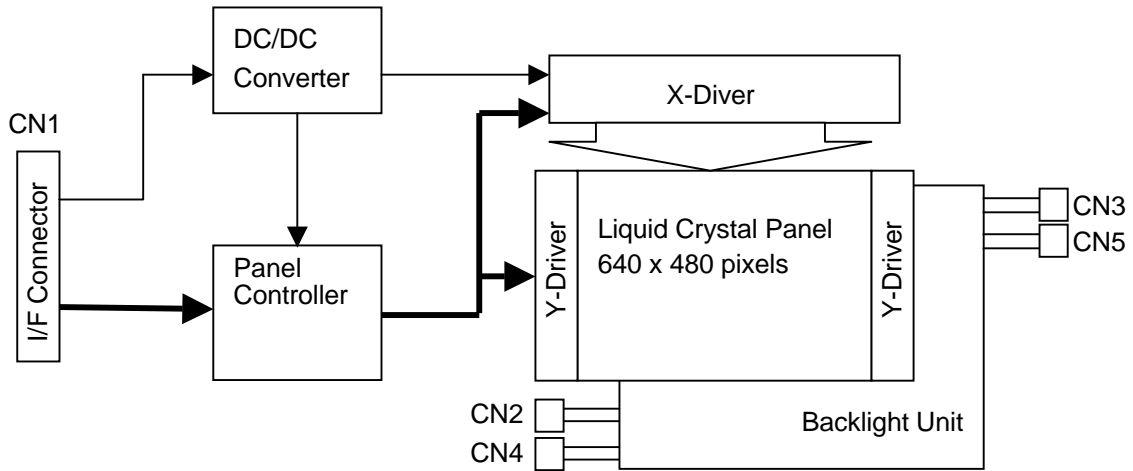 DC/DC
Converter
X-Diver
CN1
I/F Connector
Panel
Controller
Y-Driver
Liquid Crystal Panel
640 x 480 pixels
Y-Driver
CN3
CN5
CN2
CN4
Backlight Unit